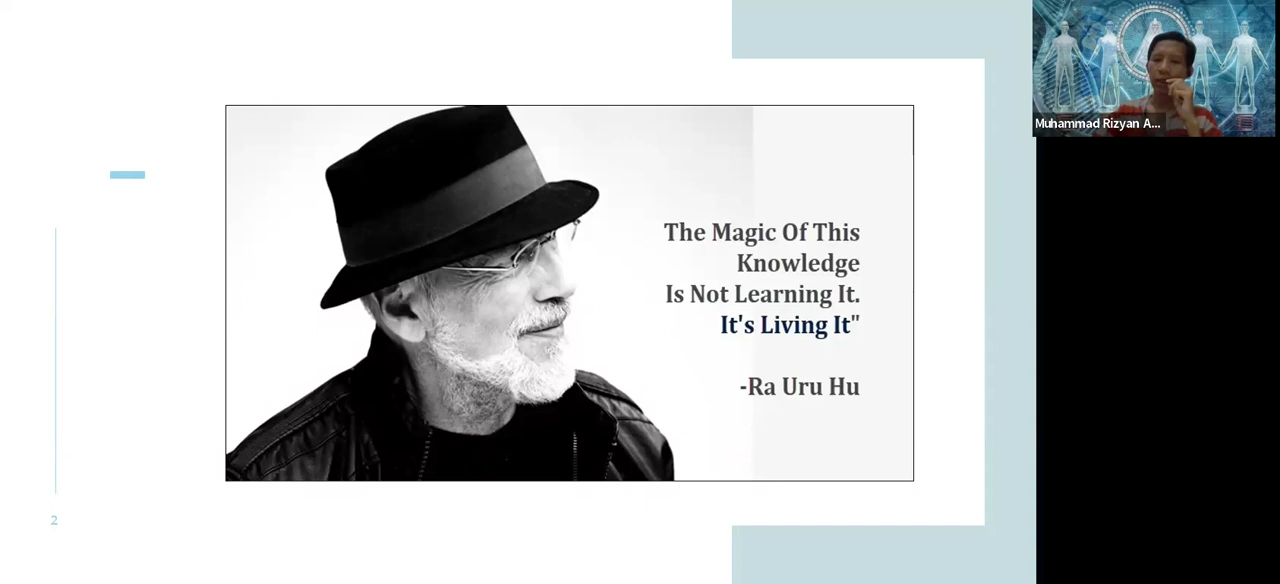 The Magic Of This
Knowledge
Is Not Learning It.
It's Living It"
-Ra Uru Hu
2
Muhammad Rizyan A...